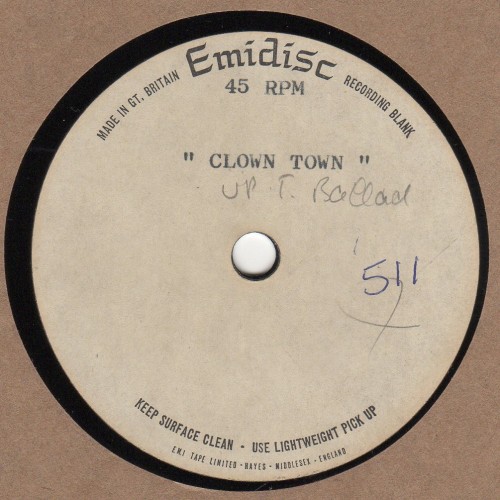 Emidisc
MADE IN GT. BRITAIN
RECORDING BLANK
45 RPM
" CLOWN TOWN "
UP T. Ballad
511
KEEP SURFACE CLEAN - USE LIGHTWEIGHT PICK UP
E.M.I TAPE LIMITED - HAYES - MIDDLESEX - ENGLAND